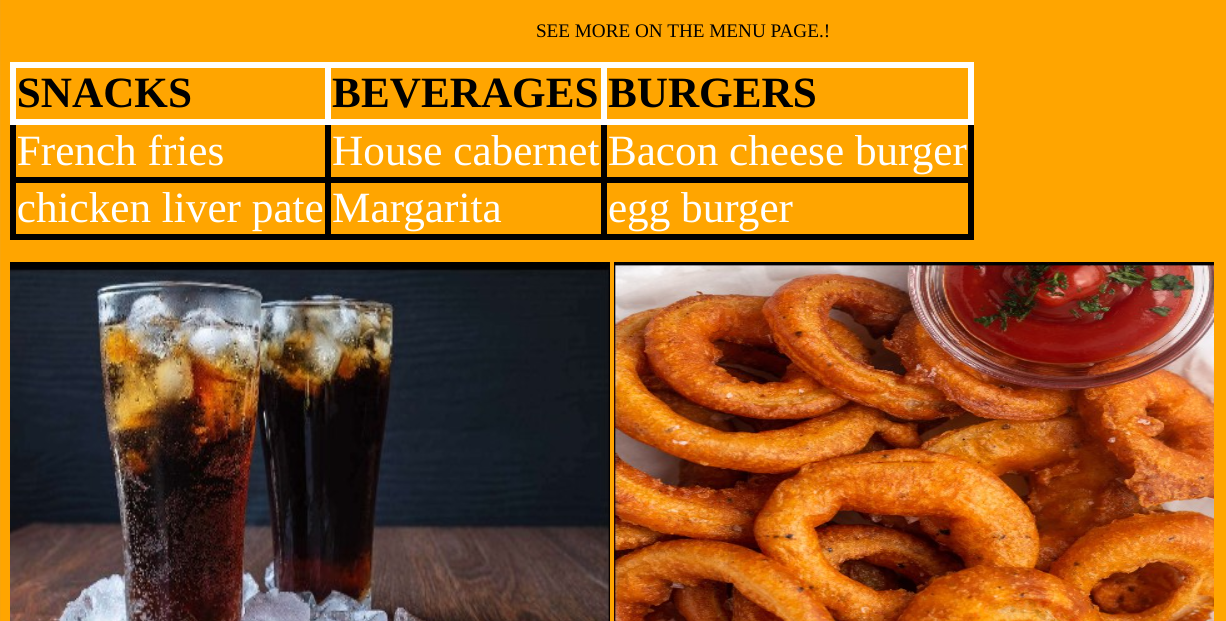 SEE MORE ON THE MENU PAGE.!
SNACKS BEVERAGES BURGERS
French fries House cabernet Bacon cheese burger
chicken liver pate Margarita egg burger